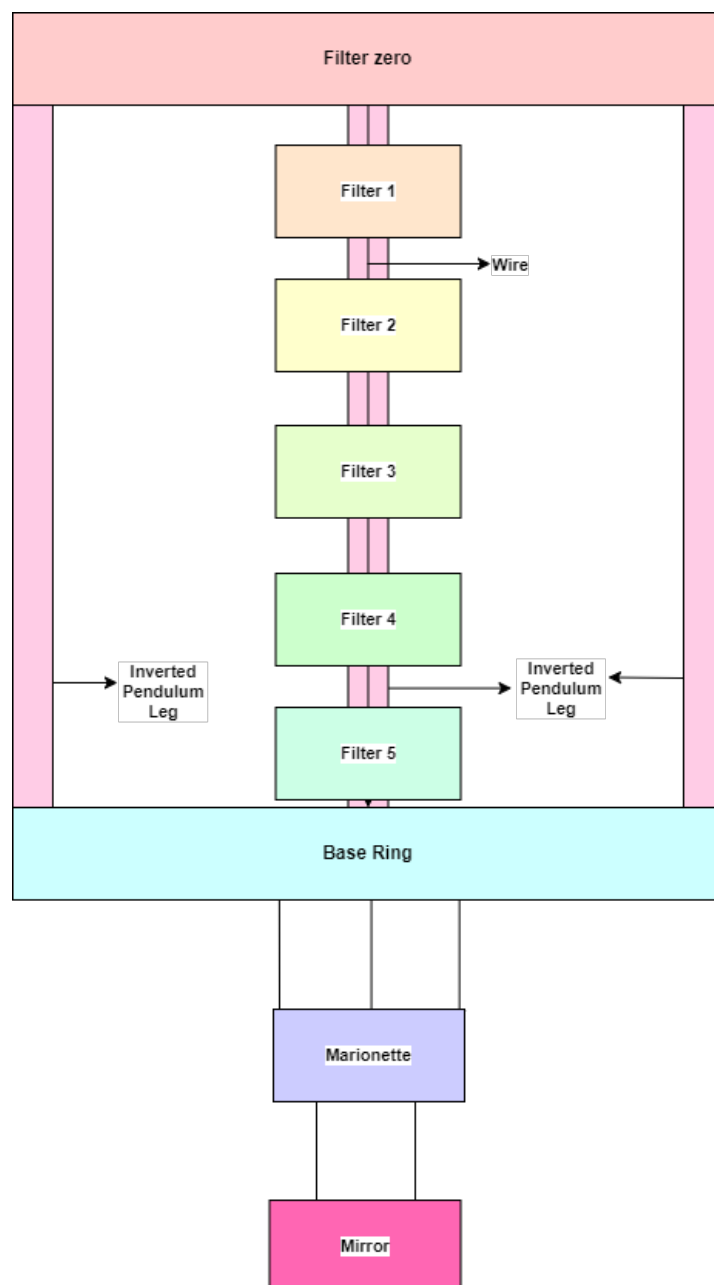 Filter zero
Filter 1
Wire
Filter 2
Filter 3
Filter 4
Inverted
Pendulum
Leg
Inverted
Pendulum
Leg
Filter 5
Base Ring
Marionette
Mirror